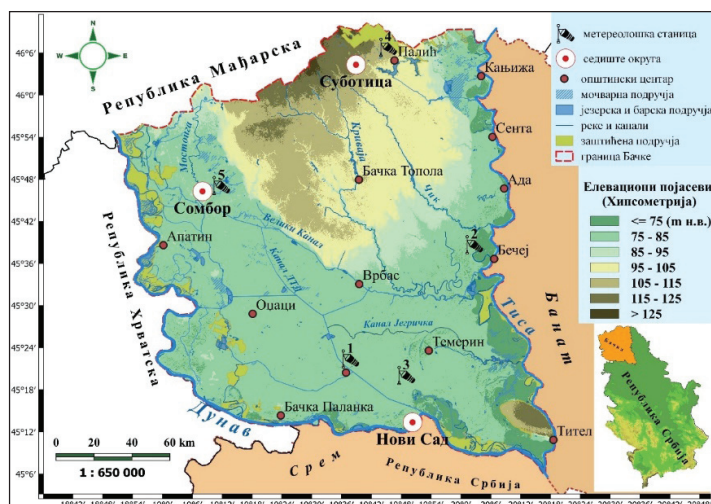 N
W
E
S
46°6'
46°0'
45°54'
45°48'
45°42'
45°36'
45°30'
45°24'
45°18'
45°12'
45°6'
Република Мађарска
Република Хрватска
4
Палић
Суботица
Кањижа
Сента
Ада
Мостонга
Криваја
Чик
Бачка Топола
5
Сомбор
Апатин
Велики Канал
2
Бечеј
Врбас
Канал ДТД
Оџаци
Канал Јегричка
Темерин
Тиса
Банат
1
3
Бачка Паланка
Дунав
Нови Сад
Тител
Срем
Република Србија
0
20
40
60 km
1 : 650 000
метереолошка станица
седиште округа
општински центар
мочварна подручја
језерска и барска подручја
реке и канали
заштићена подручја
граница Бачке
Елевациони појасеви
(Хипсометрија)
<= 75 (m н.в.)
75 - 85
85 - 95
95 - 105
105 - 115
115 - 125
> 125
Бачка
Република Србија